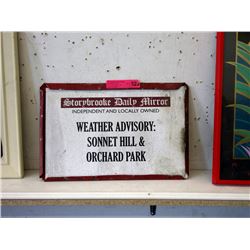 Storybrooke Daily Mirror
INDEPENDENT AND LOCALLY OWNED
WEATHER ADVISORY:
SONNET HILL &
ORCHARD PARK